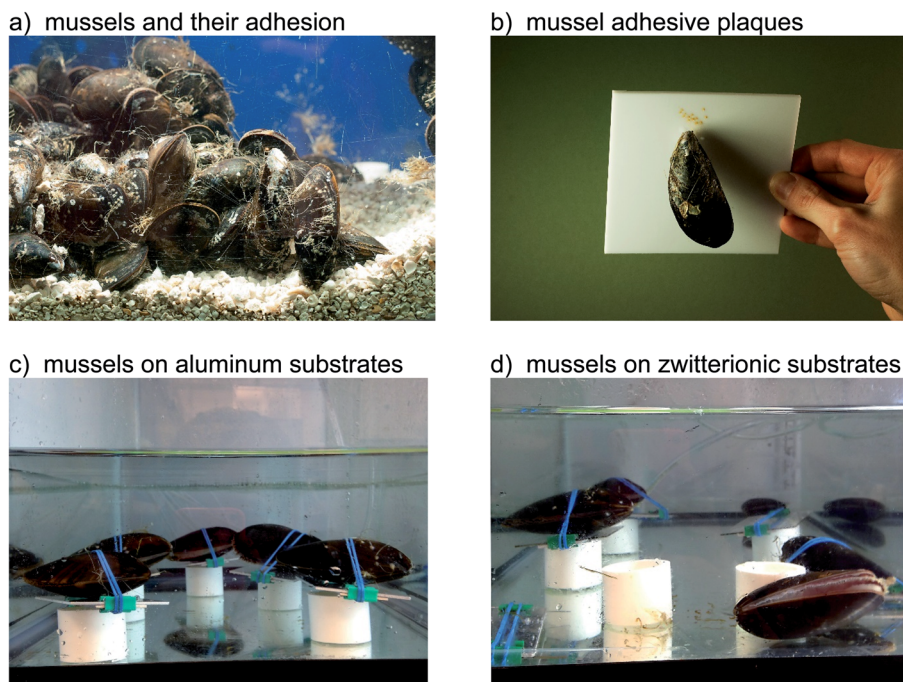 a) mussels and their adhesion
b) mussel adhesive plaques
c) mussels on aluminum substrates
d) mussels on zwitterionic substrates